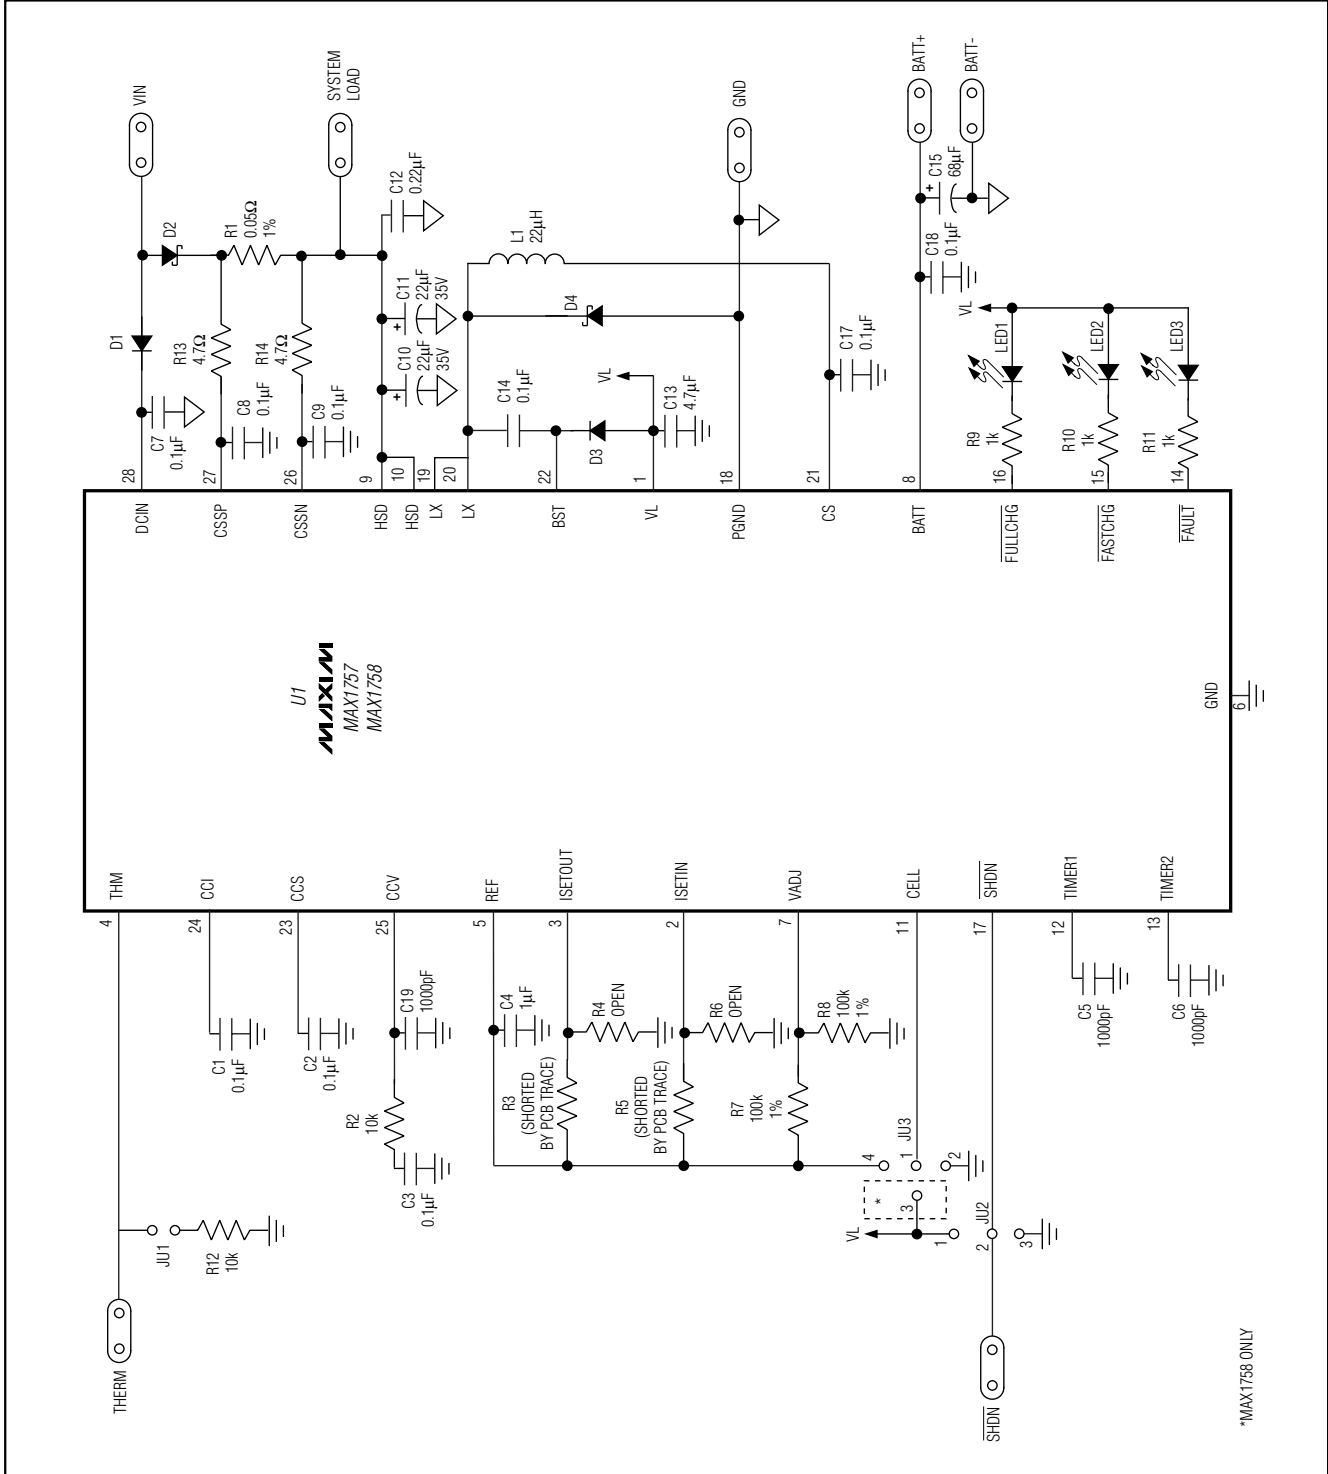 THERM
JU1
R12
10k
THM
4
CCI
24
C1
0.1µF
CCS
23
C2
0.1µF
CCV
25
R2
10k
C3
0.1µF
C19
1000pF
REF
5
C4
1µF
ISETOUT
3
R3
(SHORTED
BY PCB TRACE)
R4
OPEN
ISETIN
2
R5
(SHORTED
BY PCB TRACE)
R6
OPEN
VADJ
7
R7
100k
1%
R8
100k
1%
CELL
11
JU3
4
1
2
3
*
VL
SHDN
17
JU2
1
2
3
SHDN
TIMER1
12
C5
1000pF
TIMER2
13
C6
1000pF
U1
MAXIM
MAX1757
MAX1758
GND
6
DCIN
28
C7
0.1µF
D1
VIN
D2
CSSP
27
C8
0.1µF
R13
4.7Ω
R1
0.05Ω
1%
CSSN
26
C9
0.1µF
R14
4.7Ω
SYSTEM
LOAD
HSD
9
HSD
10
C10
22µF
35V
C11
22µF
35V
C12
0.22µF
LX
19
LX
20
C14
0.1µF
L1
22µH
D4
BST
22
D3
VL
1
VL
C13
4.7µF
PGND
18
GND
CS
21
C17
0.1µF
BATT
8
C18
0.1µF
C15
68µF
BATT+
BATT-
VL
FULLCHG
16
R9
1k
LED1
FASTCHG
15
R10
1k
LED2
FAULT
14
R11
1k
LED3
*MAX1758 ONLY